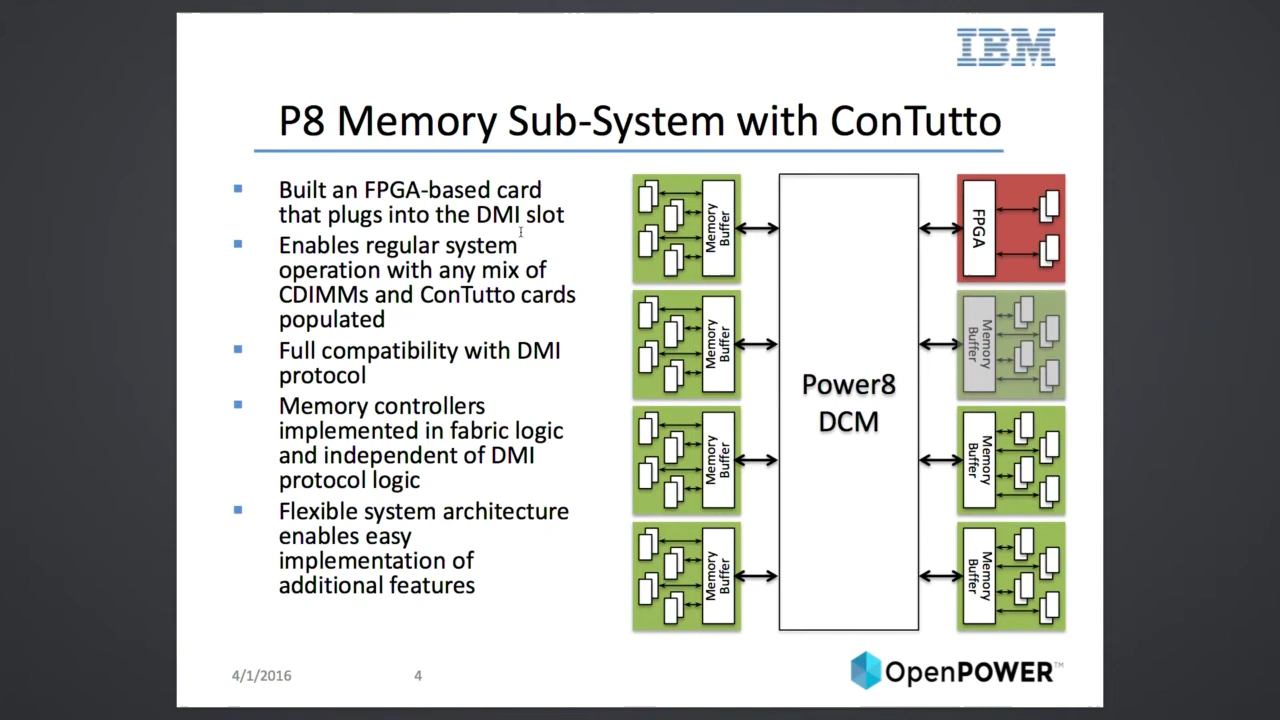 IBM
P8 Memory Sub-System with ConTutto
Built an FPGA-based card
that plugs into the DMI slot
Enables regular system
operation with any mix of
CDIMMs and ConTutto cards
populated
Full compatibility with DMI
protocol
Memory controllers
implemented in fabric logic
and independent of DMI
protocol logic
Flexible system architecture
enables easy
implementation of
additional features
Memory
Buffer
Memory
Buffer
Memory
Buffer
Memory
Buffer
Power8
DCM
FPGA
Memory
Buffer
Memory
Buffer
Memory
Buffer
4/1/2016
4
OpenPOWER™